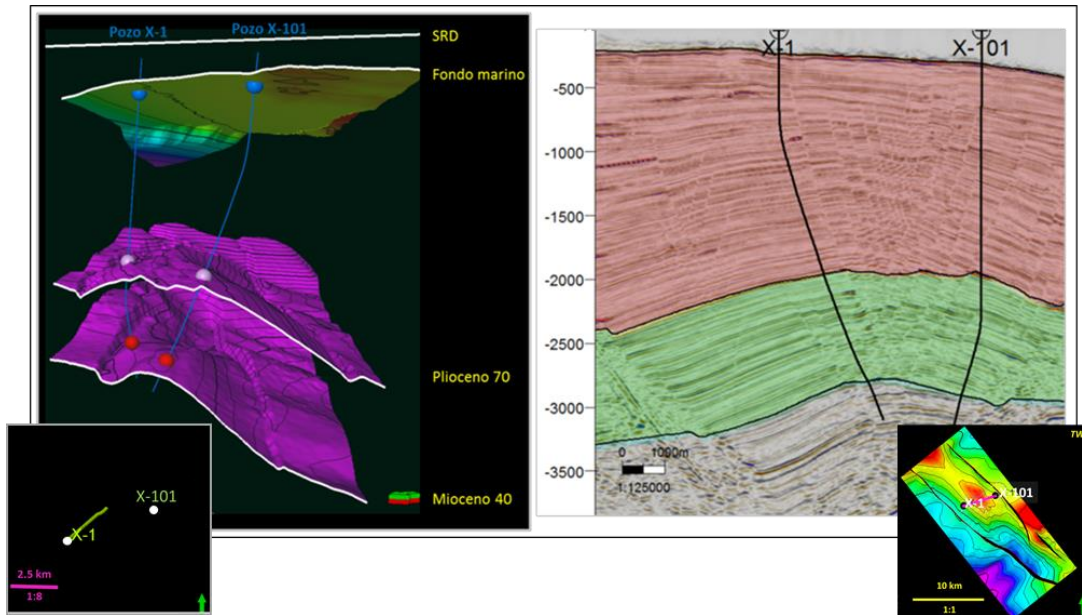 Pozo X-1
Pozo X-101
SRD
Fondo marino
Plioceno 70
Mioceno 40
X-1
X-101
-500
-1000
-1500
-2000
-2500
-3000
-3500
0 1000m
1:125000
X-101
X-1
2.5 km
1:8
X-1
X-101
10 km
1:1